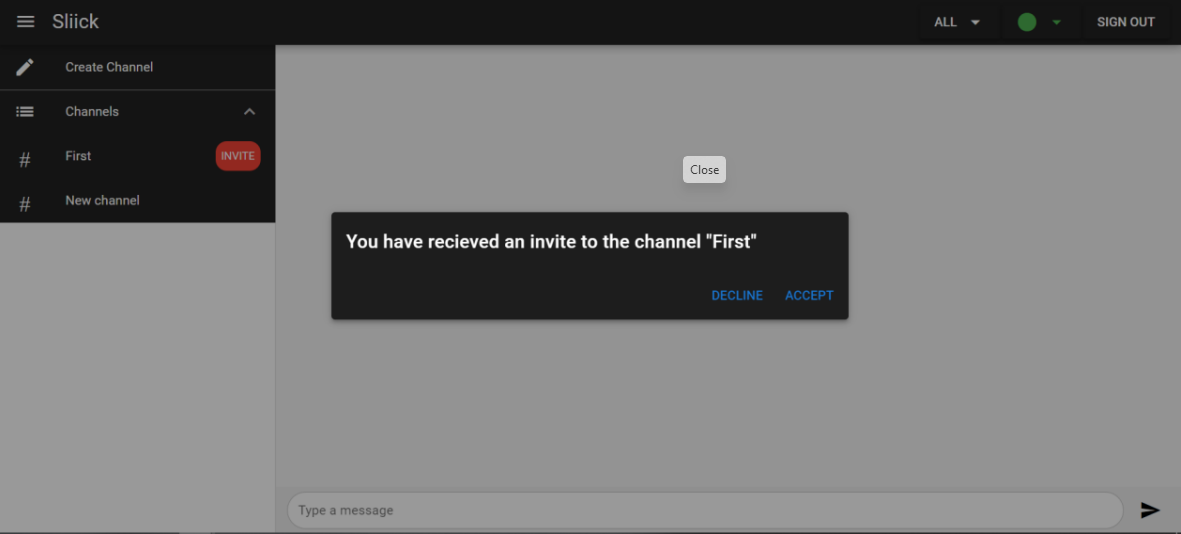 Sliick
ALL
SIGN OUT
Create Channel
Channels
# First
INVITE
# New channel
Close
You have recieved an invite to the channel "First"
DECLINE
ACCEPT
Type a message